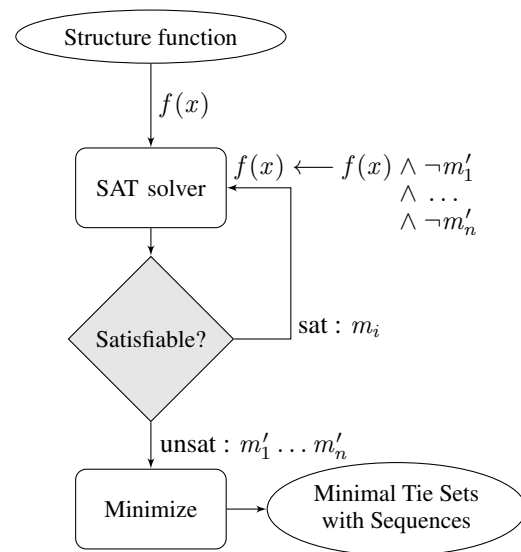 Structure function
f(x)
f(x) ⟵ f(x) ∧ ¬m′₁
∧ …
∧ ¬m′ₙ
SAT solver
Satisfiable?
sat : mᵢ
unsat : m′₁ … m′ₙ
Minimize
Minimal Tie Sets
with Sequences